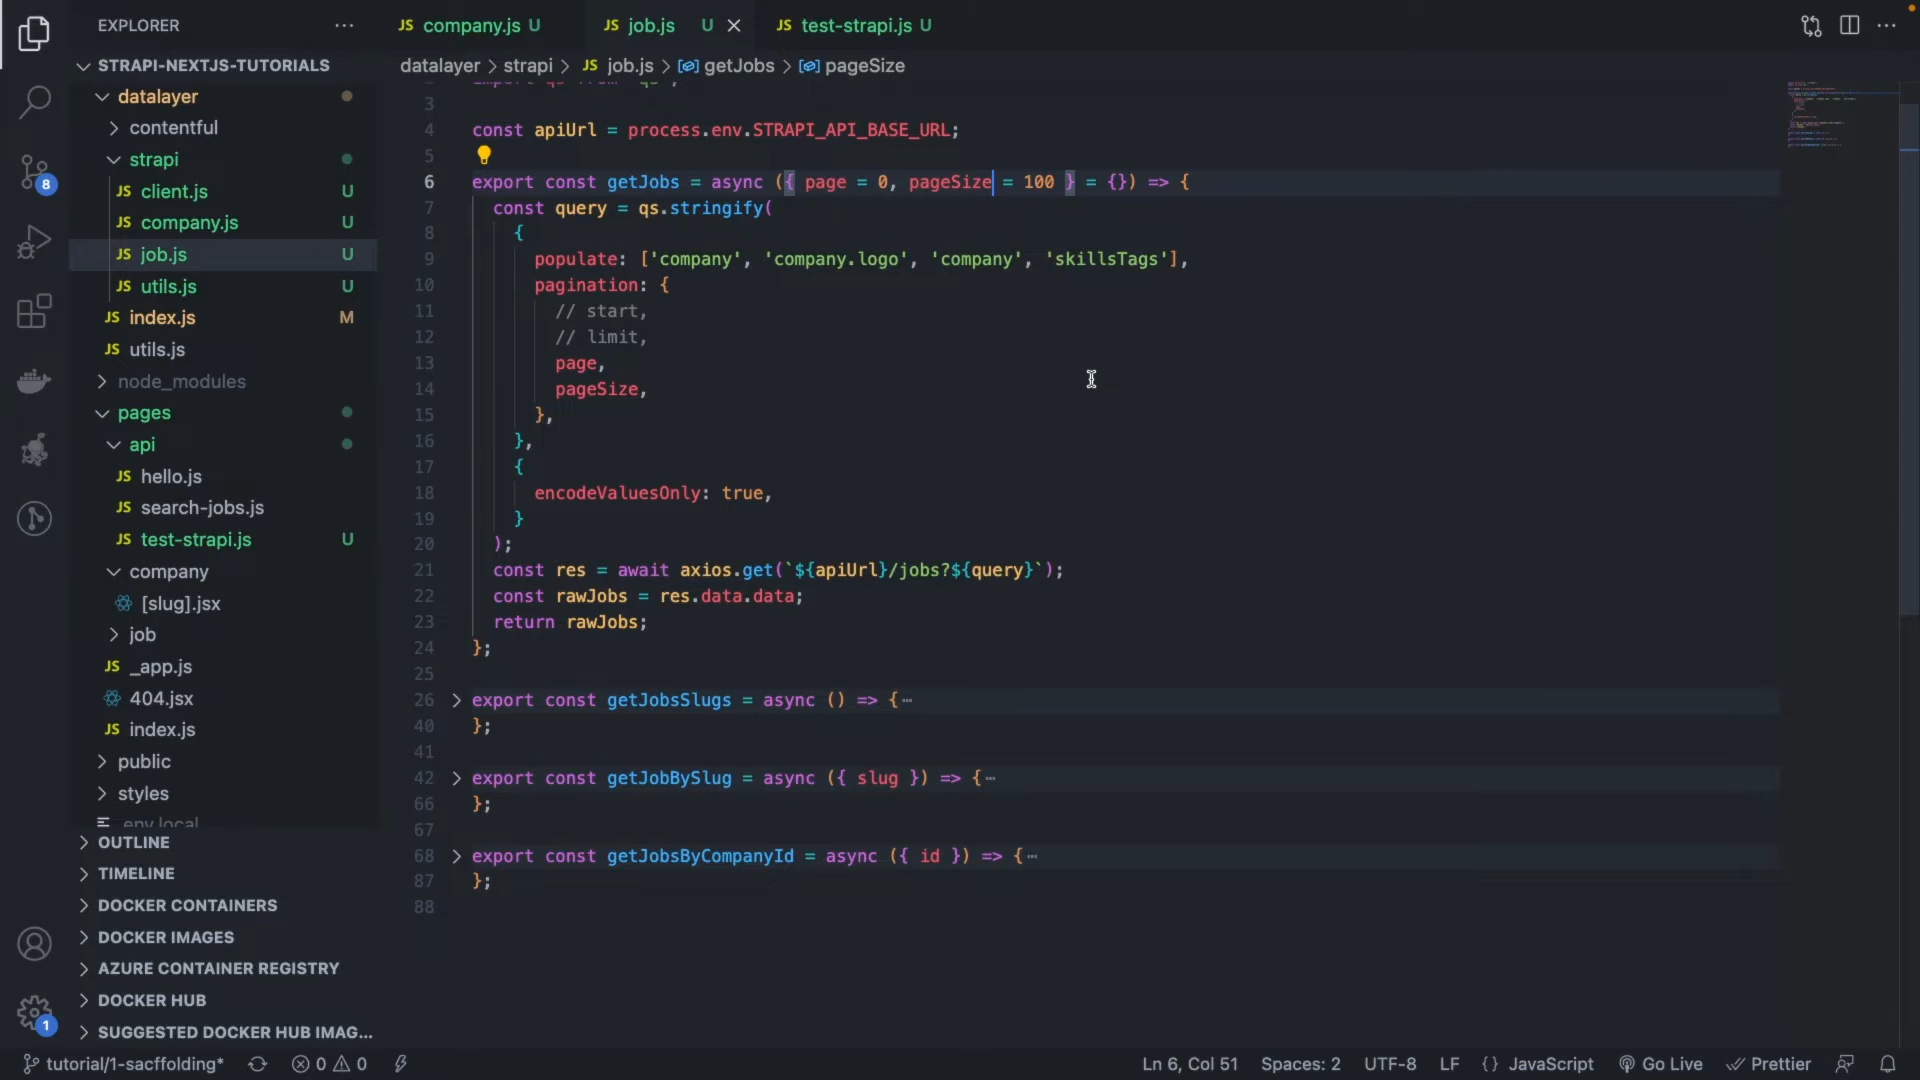 EXPLORER
STRAPI-NEXTJS-TUTORIALS
datalayer
contentful
strapi
JS client.js U
JS company.js U
JS job.js U
JS utils.js U
JS index.js M
JS utils.js
node_modules
pages
api
JS hello.js
JS search-jobs.js
JS test-strapi.js U
company
[slug].jsx
job
JS _app.js
404.jsx
JS index.js
public
styles
env.local
OUTLINE
TIMELINE
DOCKER CONTAINERS
DOCKER IMAGES
AZURE CONTAINER REGISTRY
DOCKER HUB
SUGGESTED DOCKER HUB IMAG...
8
1
JS company.js U
JS job.js U
JS test-strapi.js U
datalayer > strapi > JS job.js > getJobs > pageSize
3
4 const apiUrl = process.env.STRAPI_API_BASE_URL;
5
6 export const getJobs = async ({ page = 0, pageSize = 100 } = {}) => {
7 const query = qs.stringify(
8 {
9 populate: ['company', 'company.logo', 'company', 'skillsTags'],
10 pagination: {
11 // start,
12 // limit,
13 page,
14 pageSize,
15 },
16 },
17 {
18 encodeValuesOnly: true,
19 }
20 );
21 const res = await axios.get(`${apiUrl}/jobs?${query}`);
22 const rawJobs = res.data.data;
23 return rawJobs;
24 };
25
26 > export const getJobsSlugs = async () => {⋯
40 };
41
42 > export const getJobBySlug = async ({ slug }) => {⋯
66 };
67
68 > export const getJobsByCompanyId = async ({ id }) => {⋯
87 };
88
tutorial/1-sacffolding* 0 0 Ln 6, Col 51 Spaces: 2 UTF-8 LF {} JavaScript Go Live Prettier